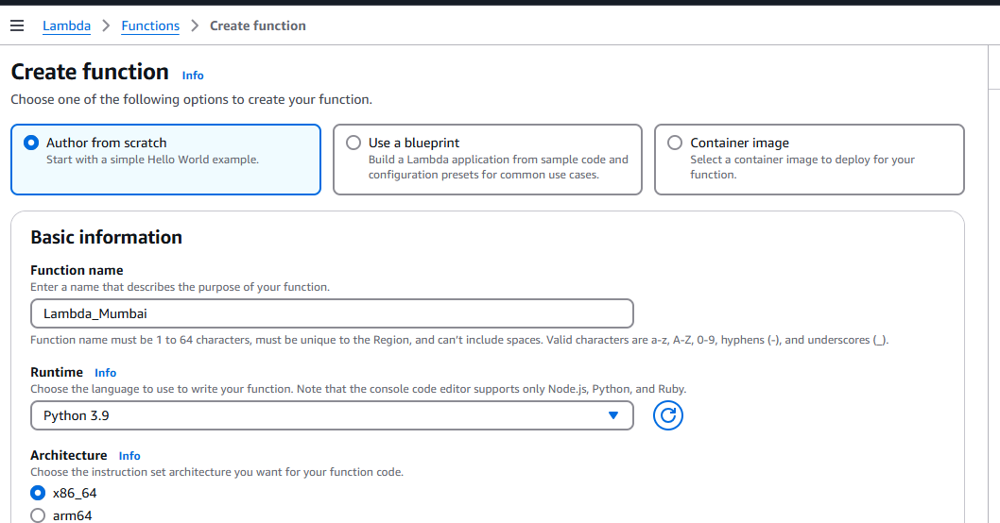 Lambda > Functions > Create function
Create function Info
Choose one of the following options to create your function.
Author from scratch
Start with a simple Hello World example.
Use a blueprint
Build a Lambda application from sample code and
configuration presets for common use cases.
Container image
Select a container image to deploy for your
function.
Basic information
Function name
Enter a name that describes the purpose of your function.
Lambda_Mumbai
Function name must be 1 to 64 characters, must be unique to the Region, and can't include spaces. Valid characters are a-z, A-Z, 0-9, hyphens (-), and underscores (_).
Runtime Info
Choose the language to use to write your function. Note that the console code editor supports only Node.js, Python, and Ruby.
Python 3.9
Architecture Info
Choose the instruction set architecture you want for your function code.
x86_64
arm64